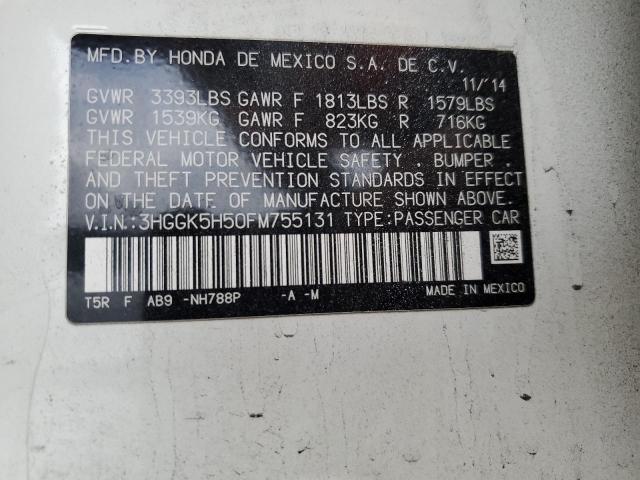 MFD. BY HONDA DE MEXICO S.A. DE C.V.
11/'14
GVWR 3393LBS GAWR F 1813LBS R 1579LBS
GVWR 1539KG GAWR F 823KG R 716KG
THIS VEHICLE CONFORMS TO ALL APPLICABLE
FEDERAL MOTOR VEHICLE SAFETY . BUMPER .
AND THEFT PREVENTION STANDARDS IN EFFECT
ON THE DATE OF MANUFACTURE SHOWN ABOVE.
V.I.N.:3HGGK5H50FM755131 TYPE:PASSENGER CAR
T5R F AB9 -NH788P -A -M MADE IN MEXICO